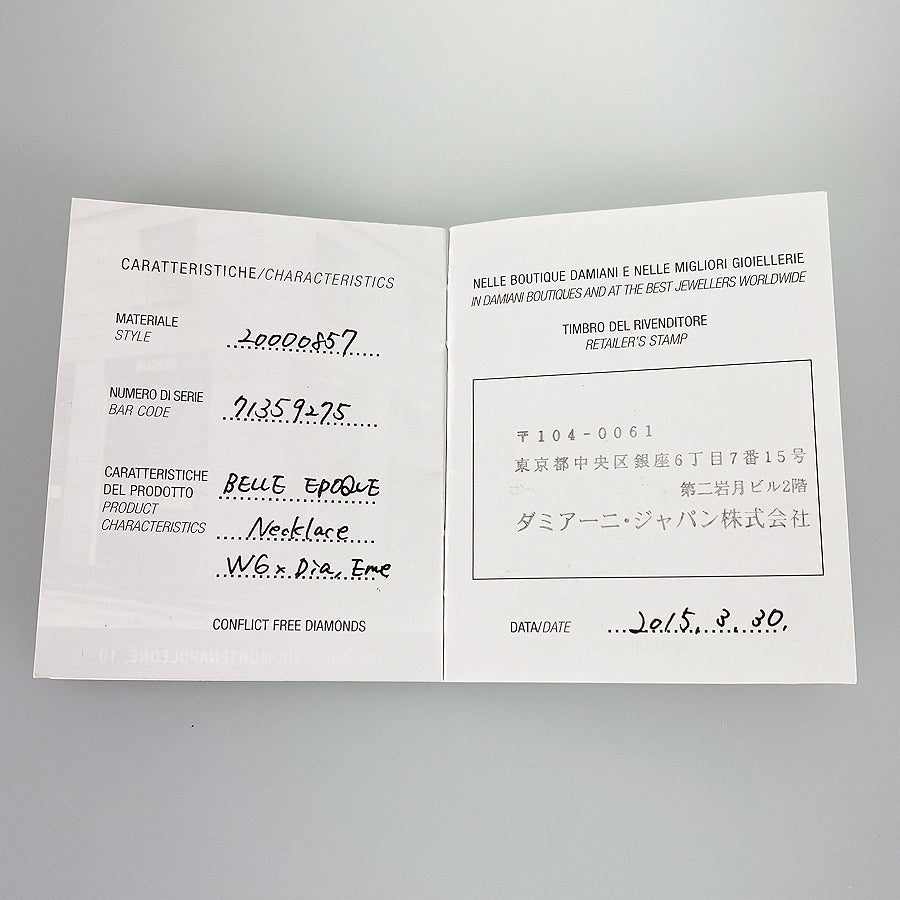 CARATTERISTICHE/CHARACTERISTICS
MATERIALE
STYLE
20000857
NUMERO DI SERIE
BAR CODE
71359275
CARATTERISTICHE
DEL PRODOTTO
PRODUCT
CHARACTERISTICS
BELLE EPOQUE
Necklace
WG x Dia, Eme
CONFLICT FREE DIAMONDS
NELLE BOUTIQUE DAMIANI E NELLE MIGLIORI GIOIELLERIE
IN DAMIANI BOUTIQUES AND AT THE BEST JEWELLERS WORLDWIDE
TIMBRO DEL RIVENDITORE
RETAILER'S STAMP
〒104-0061
東京都中央区銀座6丁目7番15号
第二岩月ビル2階
ダミアーニ・ジャパン株式会社
DATA/DATE
2015. 3. 30.